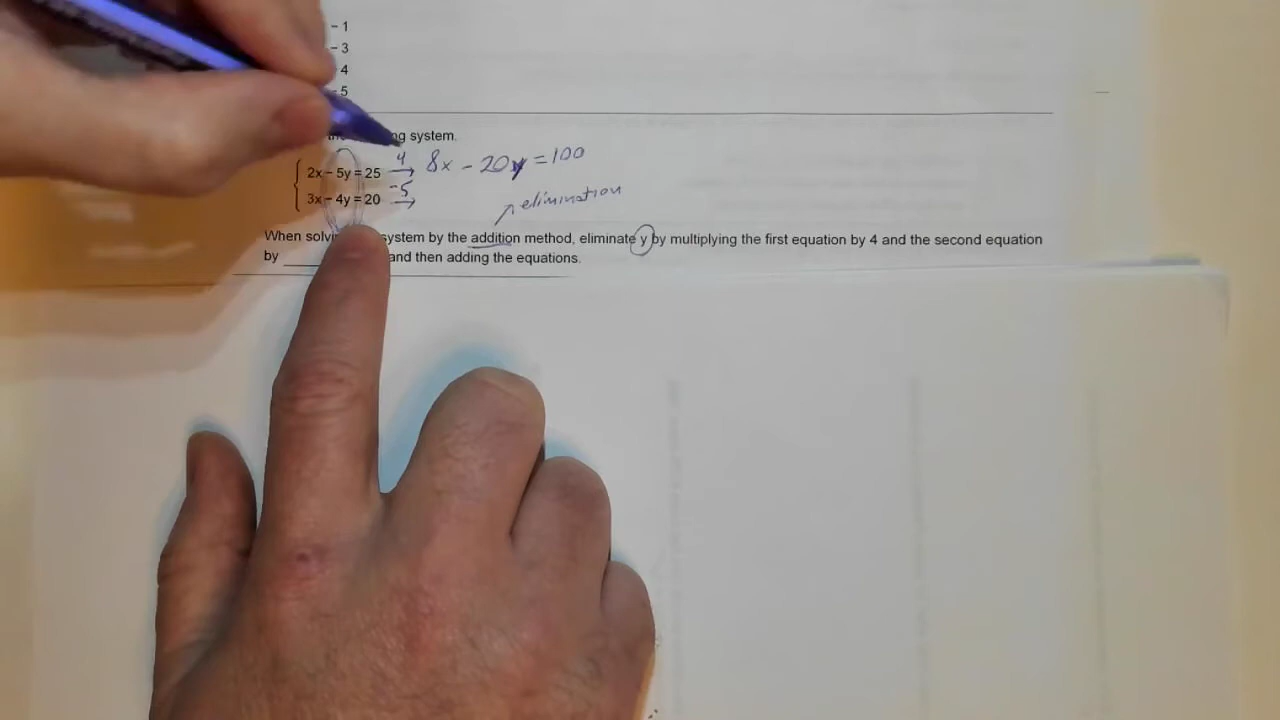 - 1
- 3
4
- 5
system.
2x - 5y = 25 4→ 8x - 20y = 100
3x - 4y = 20 -5→ elimination
When system by the addition method, eliminate y by multiplying the first equation by 4 and the second equation
by ___ and then adding the equations.